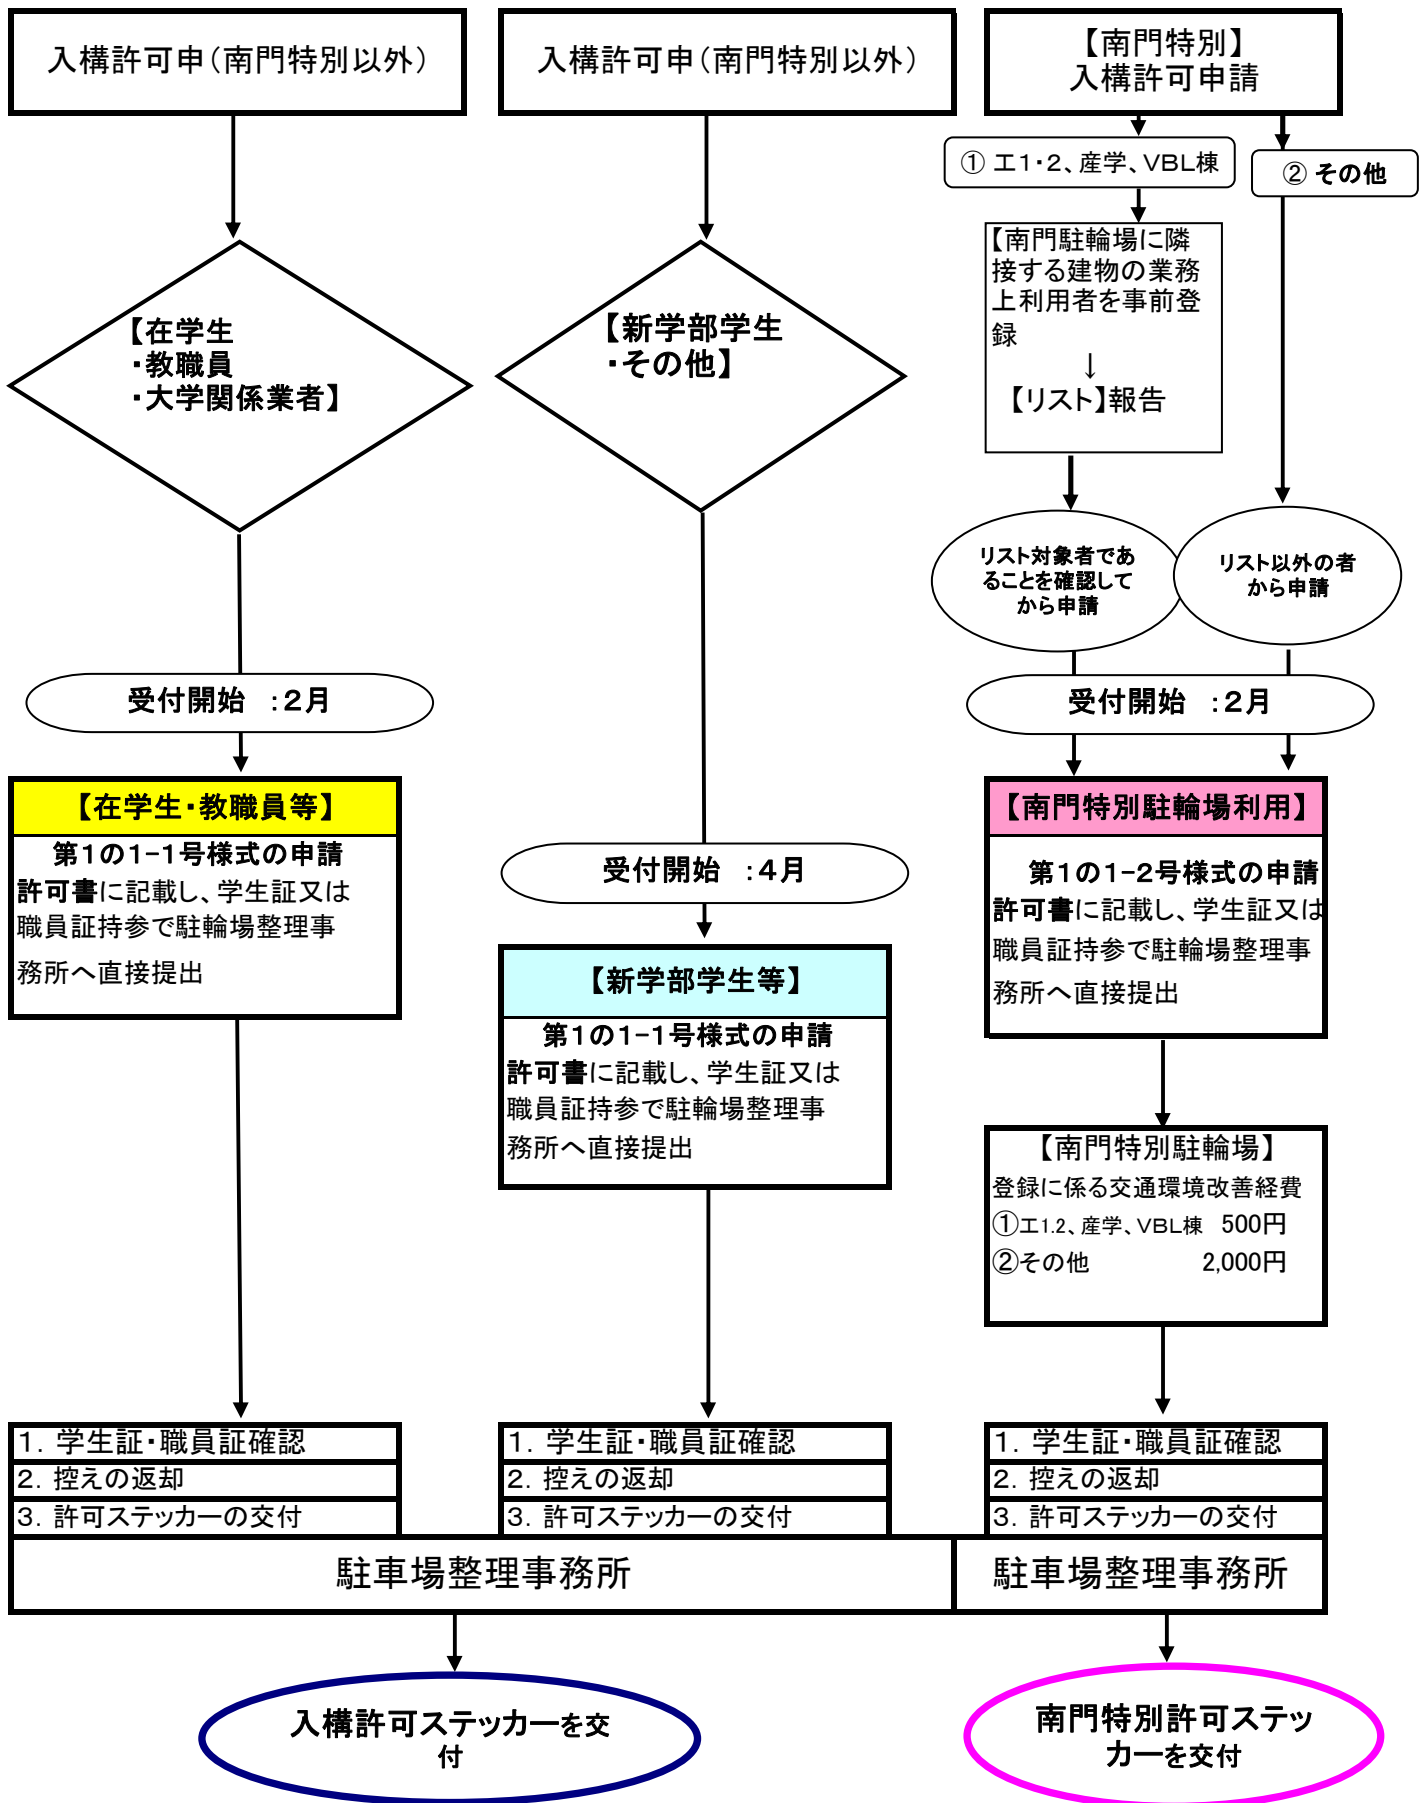 入構許可申(南門特別以外)
入構許可申(南門特別以外)
【南門特別】
入構許可申請
① 工1・2、産学、VBL棟
② その他
【南門駐輪場に隣
接する建物の業務
上利用者を事前登
録
↓
【リスト】報告
【在学生
・教職員
・大学関係業者】
【新学部学生
・その他】
リスト対象者であ
ることを確認して
から申請
リスト以外の者
から申請
受付開始 :2月
受付開始 :2月
【在学生・教職員等】
第1の1-1号様式の申請
許可書に記載し、学生証又は
職員証持参で駐輪場整理事
務所へ直接提出
受付開始 :4月
【新学部学生等】
第1の1-1号様式の申請
許可書に記載し、学生証又は
職員証持参で駐輪場整理事
務所へ直接提出
【南門特別駐輪場利用】
第1の1-2号様式の申請
許可書に記載し、学生証又は
職員証持参で駐輪場整理事
務所へ直接提出
【南門特別駐輪場】
登録に係る交通環境改善経費
①工1.2、産学、VBL棟 500円
②その他 2,000円
1. 学生証・職員証確認
2. 控えの返却
3. 許可ステッカーの交付
1. 学生証・職員証確認
2. 控えの返却
3. 許可ステッカーの交付
1. 学生証・職員証確認
2. 控えの返却
3. 許可ステッカーの交付
駐車場整理事務所
駐車場整理事務所
入構許可ステッカーを交
付
南門特別許可ステッ
カーを交付